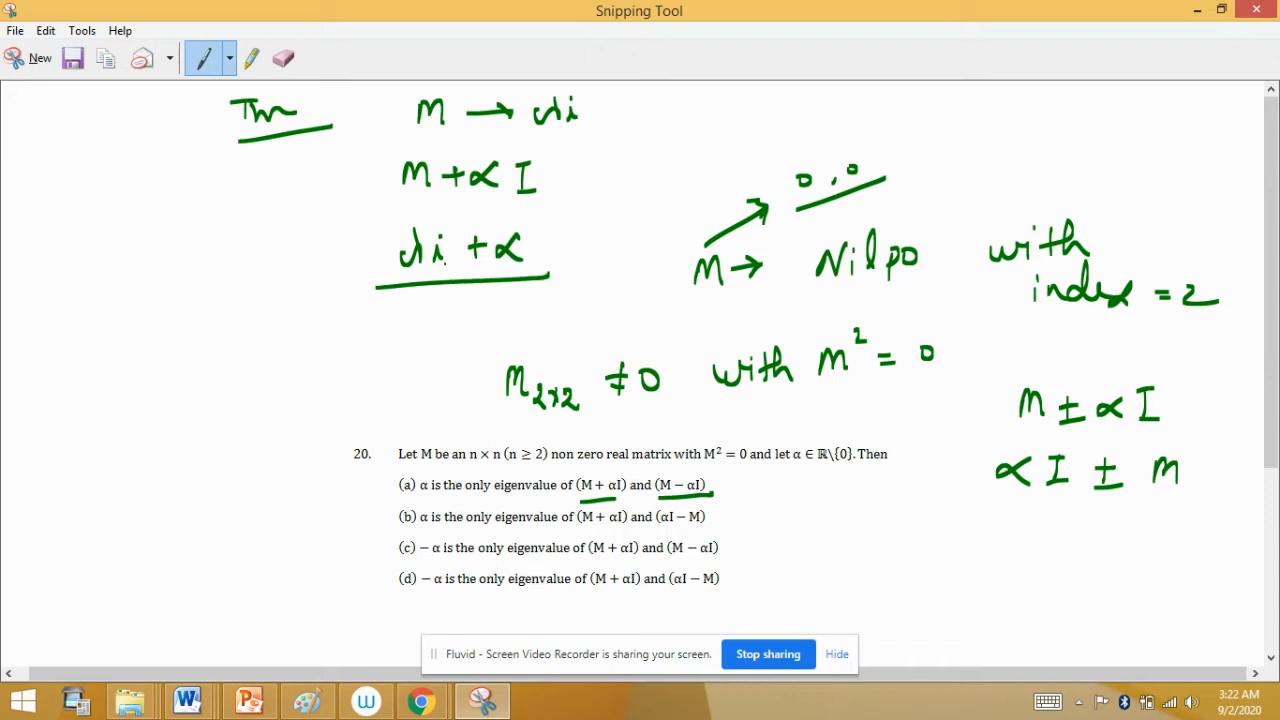 Snipping Tool
File Edit Tools Help
New
Thm M → λi
M + α I
λi + α
0, 0
M → Nilpo with
index = 2
M2×2 ≠ 0 with M² = 0
M ± α I
α I ± M
20. Let M be an n × n (n ≥ 2) non zero real matrix with M² = 0 and let α ∈ ℝ\{0}. Then
(a) α is the only eigenvalue of (M + αI) and (M − αI)
(b) α is the only eigenvalue of (M + αI) and (αI − M)
(c) − α is the only eigenvalue of (M + αI) and (M − αI)
(d) − α is the only eigenvalue of (M + αI) and (αI − M)
Fluvid - Screen Video Recorder is sharing your screen. Stop sharing Hide
3:22 AM
9/2/2020